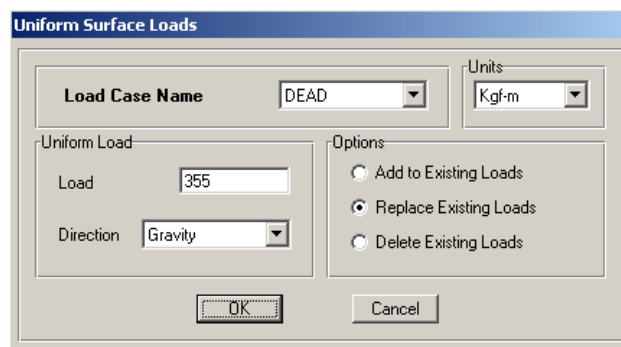 Uniform Surface Loads
Load Case Name DEAD
Units
Kgf-m
Uniform Load
Load 355
Direction Gravity
Options
Add to Existing Loads
Replace Existing Loads
Delete Existing Loads
OK Cancel